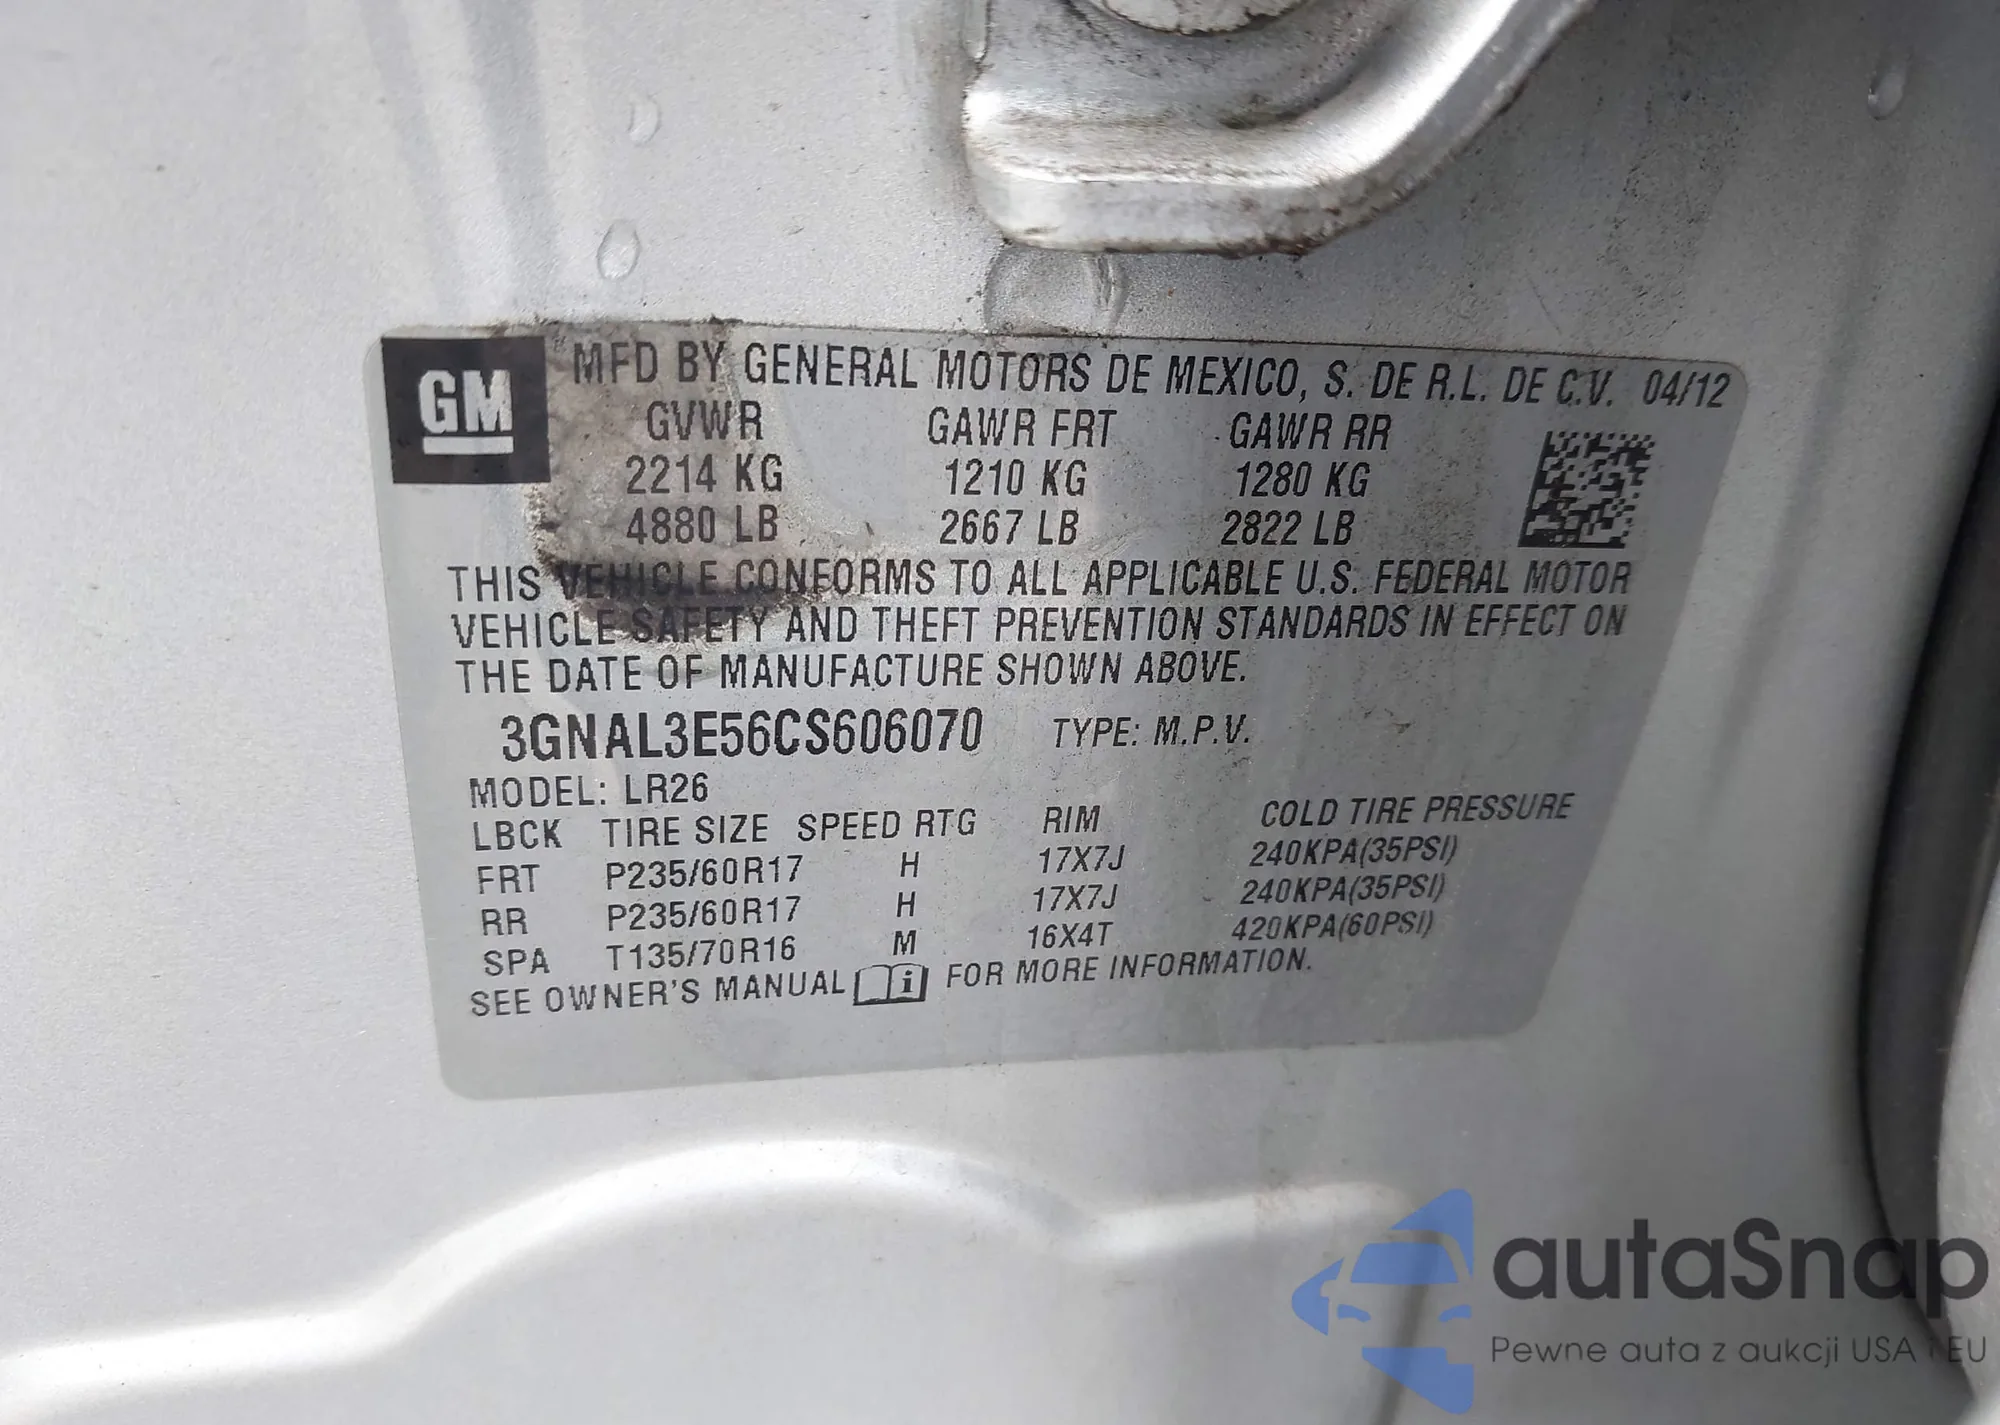 GM
MFD BY GENERAL MOTORS DE MEXICO, S. DE R.L. DE C.V. 04/12
GVWR GAWR FRT GAWR RR
2214 KG 1210 KG 1280 KG
4880 LB 2667 LB 2822 LB
THIS VEHICLE CONFORMS TO ALL APPLICABLE U.S. FEDERAL MOTOR
VEHICLE SAFETY AND THEFT PREVENTION STANDARDS IN EFFECT ON
THE DATE OF MANUFACTURE SHOWN ABOVE.
3GNAL3E56CS606070 TYPE: M.P.V.
MODEL: LR26
LBCK TIRE SIZE SPEED RTG RIM COLD TIRE PRESSURE
FRT P235/60R17 H 17X7J 240KPA(35PSI)
RR P235/60R17 H 17X7J 240KPA(35PSI)
SPA T135/70R16 M 16X4T 420KPA(60PSI)
SEE OWNER'S MANUAL i FOR MORE INFORMATION.
autaSnap
Pewne auta z aukcji USA i EU